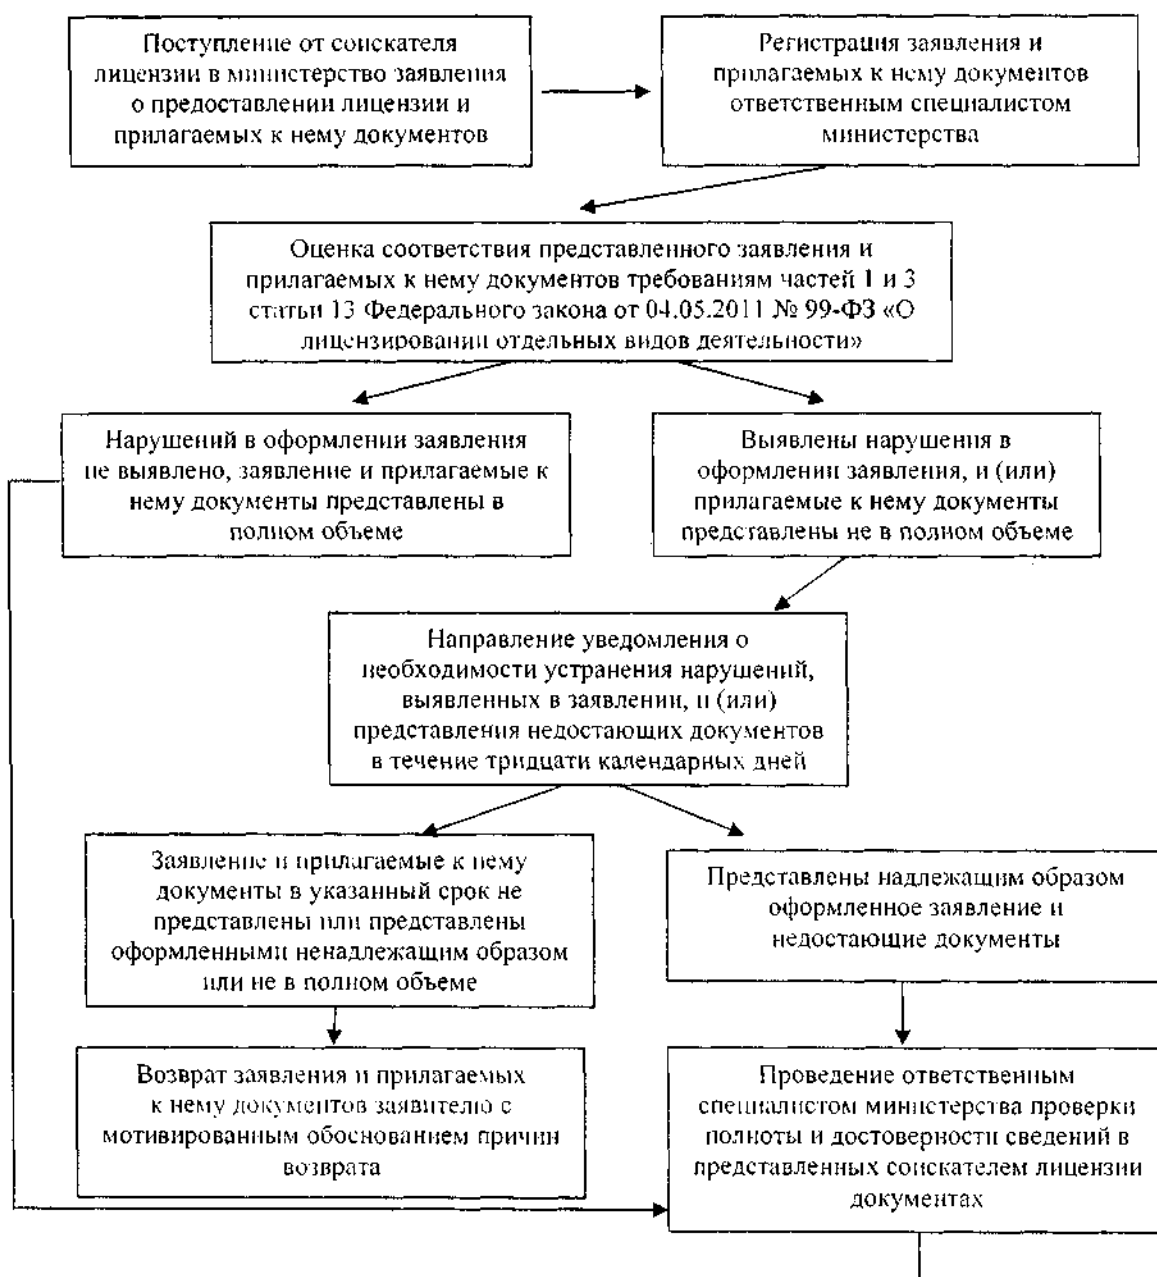 Поступление от соискателя
лицензии в министерство заявления
о предоставлении лицензии и
прилагаемых к нему документов
Регистрация заявления и
прилагаемых к нему документов
ответственным специалистом
министерства
Оценка соответствия представленного заявления и
прилагаемых к нему документов требованиям частей 1 и 3
статьи 13 Федерального закона от 04.05.2011 № 99-ФЗ «О
лицензировании отдельных видов деятельности»
Нарушений в оформлении заявления
не выявлено, заявление и прилагаемые к
нему документы представлены в
полном объеме
Выявлены нарушения в
оформлении заявления, и (или)
прилагаемые к нему документы
представлены не в полном объеме
Направление уведомления о
необходимости устранения нарушений,
выявленных в заявлении, и (или)
представления недостающих документов
в течение тридцати календарных дней
Заявление и прилагаемые к нему
документы в указанный срок не
представлены или представлены
оформленными ненадлежащим образом
или не в полном объеме
Представлены надлежащим образом
оформленное заявление и
недостающие документы
Возврат заявления и прилагаемых
к нему документов заявителю с
мотивированным обоснованием причин
возврата
Проведение ответственным
специалистом министерства проверки
полноты и достоверности сведений в
представленных соискателем лицензии
документах